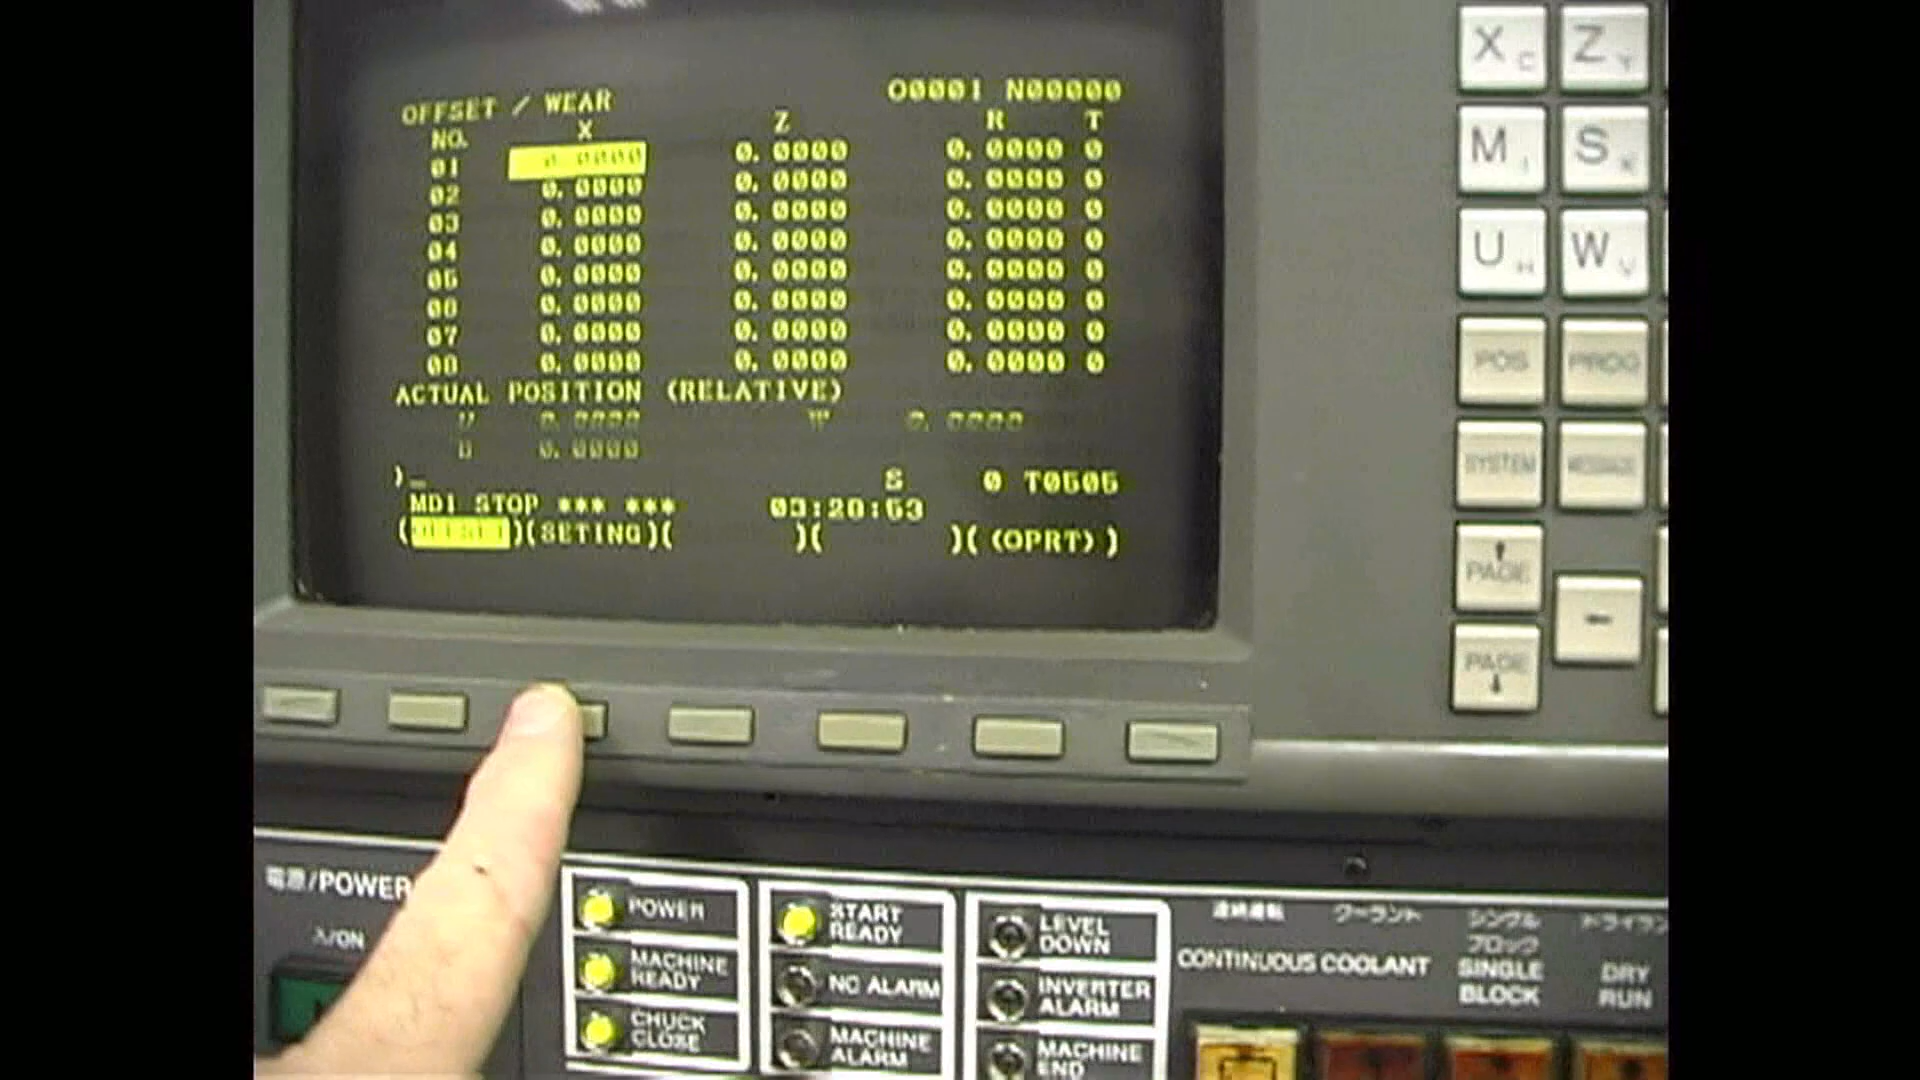 OFFSET / WEAR O0001 N00000
NO. X Z R T
01 0.0000 0.0000 0.0000 0
02 0.0000 0.0000 0.0000 0
03 0.0000 0.0000 0.0000 0
04 0.0000 0.0000 0.0000 0
05 0.0000 0.0000 0.0000 0
06 0.0000 0.0000 0.0000 0
07 0.0000 0.0000 0.0000 0
08 0.0000 0.0000 0.0000 0
ACTUAL POSITION (RELATIVE)
U 0.0000 W 0.0000
H 0.0000
)_
S 0 T0505
MDI STOP *** *** 03:20:53
(OFFSET)(SETING)( )( )((OPRT))
X C
Z Y
M I
S K
U H
W V
POS
PROG
SYSTEM
MESSAGE
PAGE
PAGE
電源/POWER
入/ON
POWER
MACHINE
READY
CHUCK
CLOSE
START
READY
NC ALARM
MACHINE
ALARM
LEVEL
DOWN
INVERTER
ALARM
MACHINE
END
連続運転
CONTINUOUS
クーラント
COOLANT
シングル
ブロック
SINGLE
BLOCK
ドライラン
DRY
RUN